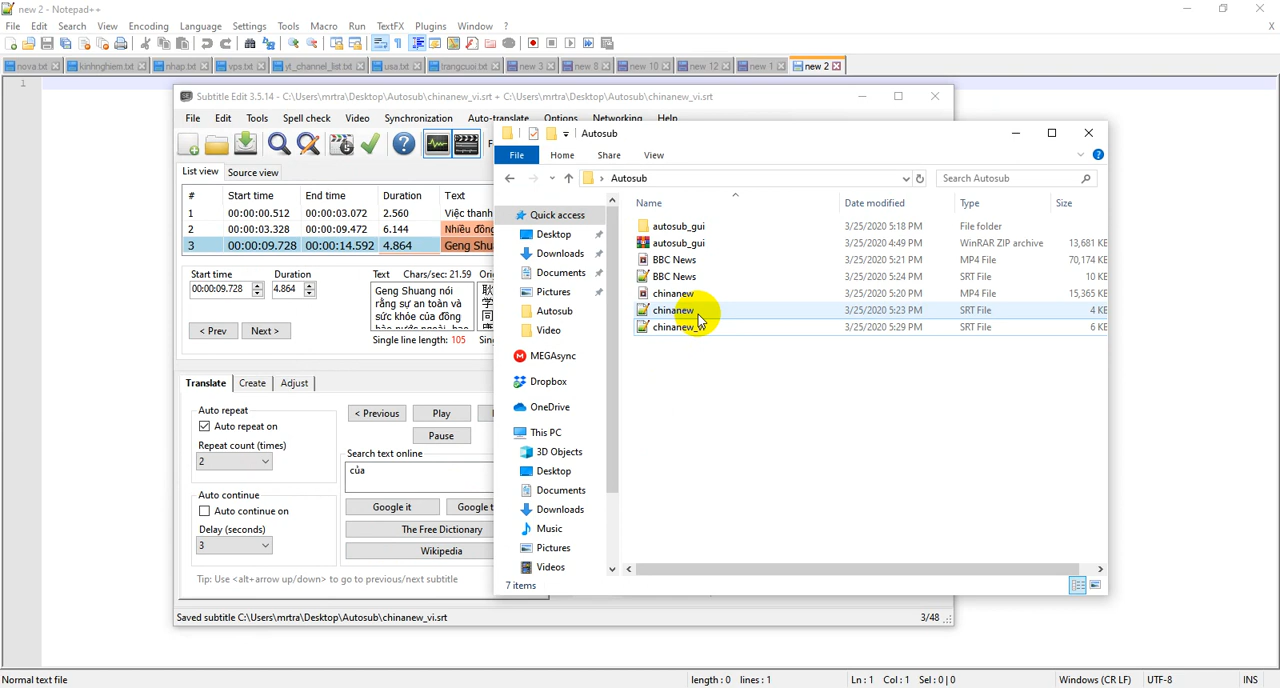 new 2 - Notepad++
File Edit Search View Encoding Language Settings Tools Macro Run TextFX Plugins Window ?
X
nova.txt kinhnghiem.txt nhap.txt vps.txt yt_channel_list.txt usa.txt trangcuoi.txt new 3 new 8 new 10 new 12 new 1 new 2
1
Subtitle Edit 3.5.14 - C:\Users\mrtra\Desktop\Autosub\chinanew_vi.srt + C:\Users\mrtra\Desktop\Autosub\chinanew_vi.srt
File Edit Tools Spell check Video Synchronization Auto-translate Options Networking Help
List view Source view
# Start time End time Duration Text
1 00:00:00.512 00:00:03.072 2.560 Việc thanh
2 00:00:03.328 00:00:09.472 6.144 Nhiều đồng
3 00:00:09.728 00:00:14.592 4.864 Geng Shu
Start time Duration Text Chars/sec: 21.59
00:00:09.728 4.864
Geng Shuang nói
rằng sự an toàn và
sức khỏe của đồng
bào nước ngoài, bao
< Prev Next >
Single line length: 105
Translate Create Adjust
Auto repeat
Auto repeat on
Repeat count (times)
2
Auto continue
Auto continue on
Delay (seconds)
3
< Previous Play
Pause
Search text online
của
Google it Google t
The Free Dictionary
Wikipedia
Tip: Use <alt+arrow up/down> to go to previous/next subtitle
Saved subtitle C:\Users\mrtra\Desktop\Autosub\chinanew_vi.srt
3/48
Autosub
File Home Share View
Autosub
Search Autosub
Quick access
Desktop
Downloads
Documents
Pictures
Autosub
Video
MEGAsync
Dropbox
OneDrive
This PC
3D Objects
Desktop
Documents
Downloads
Music
Pictures
Videos
Name Date modified Type Size
autosub_gui 3/25/2020 5:18 PM File folder
autosub_gui 3/25/2020 4:49 PM WinRAR ZIP archive 13,681 KB
BBC News 3/25/2020 5:21 PM MP4 File 70,174 KB
BBC News 3/25/2020 5:24 PM SRT File 10 KB
chinanew 3/25/2020 5:20 PM MP4 File 15,365 KB
chinanew 3/25/2020 5:23 PM SRT File 4 KB
chinanew_ 3/25/2020 5:29 PM SRT File 6 KB
7 items
Normal text file
length : 0 lines : 1
Ln : 1 Col : 1 Sel : 0 | 0
Windows (CR LF)
UTF-8
INS